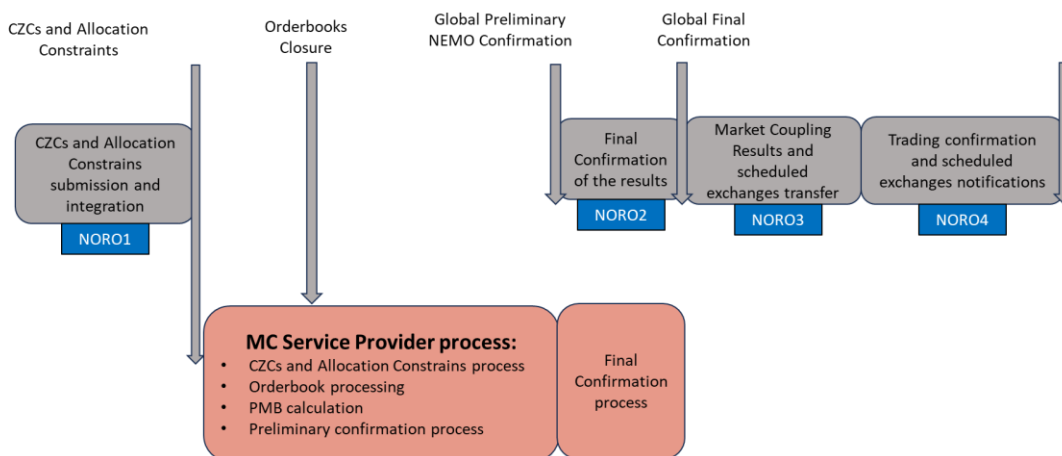 CZCs and Allocation
Constraints
Orderbooks
Closure
Global Preliminary
NEMO Confirmation
Global Final
Confirmation
CZCs and Allocation
Constrains
submission and
integration
NORO1
Final
Confirmation
of the results
NORO2
Market Coupling
Results and
scheduled
exchanges transfer
NORO3
Trading confirmation
and scheduled
exchanges notifications
NORO4
MC Service Provider process:
• CZCs and Allocation Constrains process
• Orderbook processing
• PMB calculation
• Preliminary confirmation process
Final
Confirmation
process